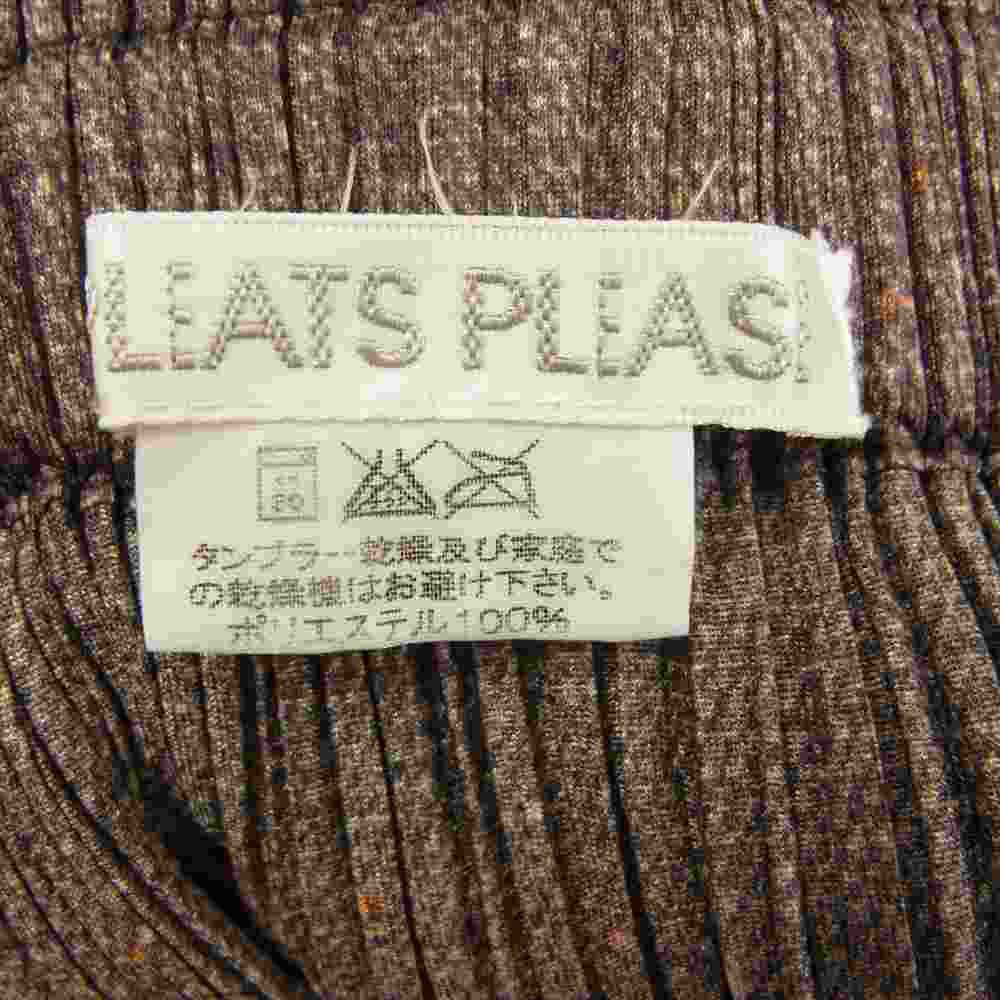 LEATS PLEAS
タンブラー乾燥及び家庭で
の乾燥機はお避け下さい。
ポリエステル100%